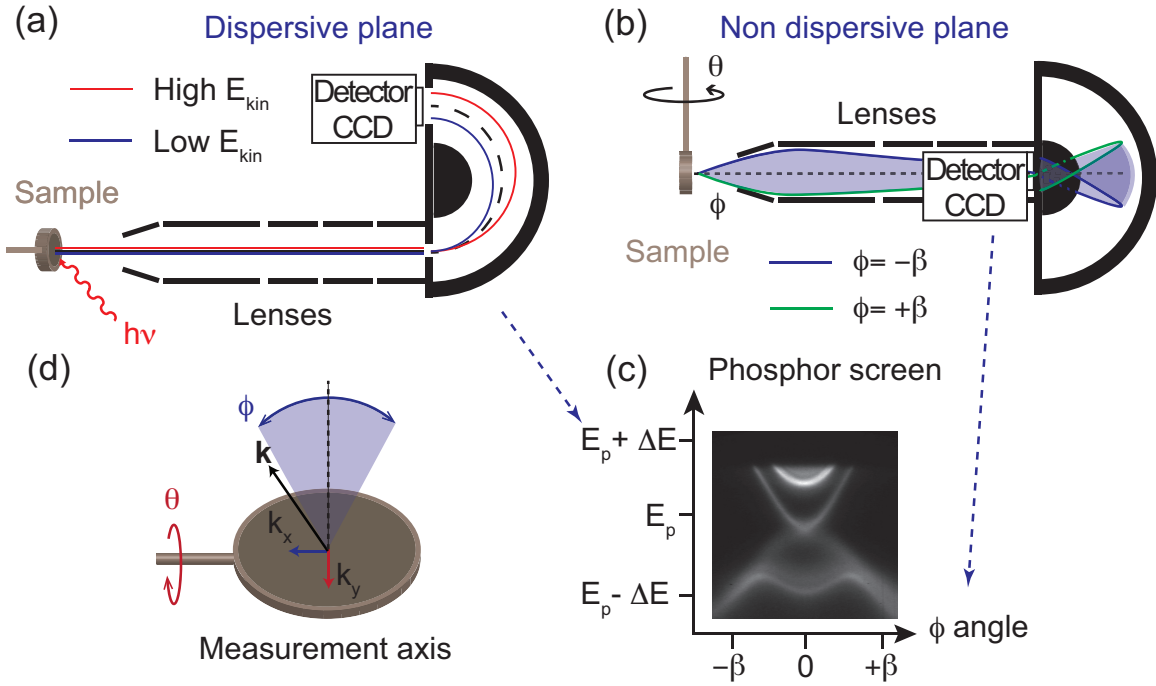 (a)
Dispersive plane
High E_kin
Low E_kin
Detector
CCD
Sample
hν
Lenses
(b)
Non dispersive plane
θ
Lenses
Detector
CCD
ϕ
Sample
ϕ= −β
ϕ= +β
(d)
ϕ
k
θ
k_x
k_y
Measurement axis
(c)
Phosphor screen
E_p+ ΔE
E_p
E_p- ΔE
ϕ angle
−β
0
+β